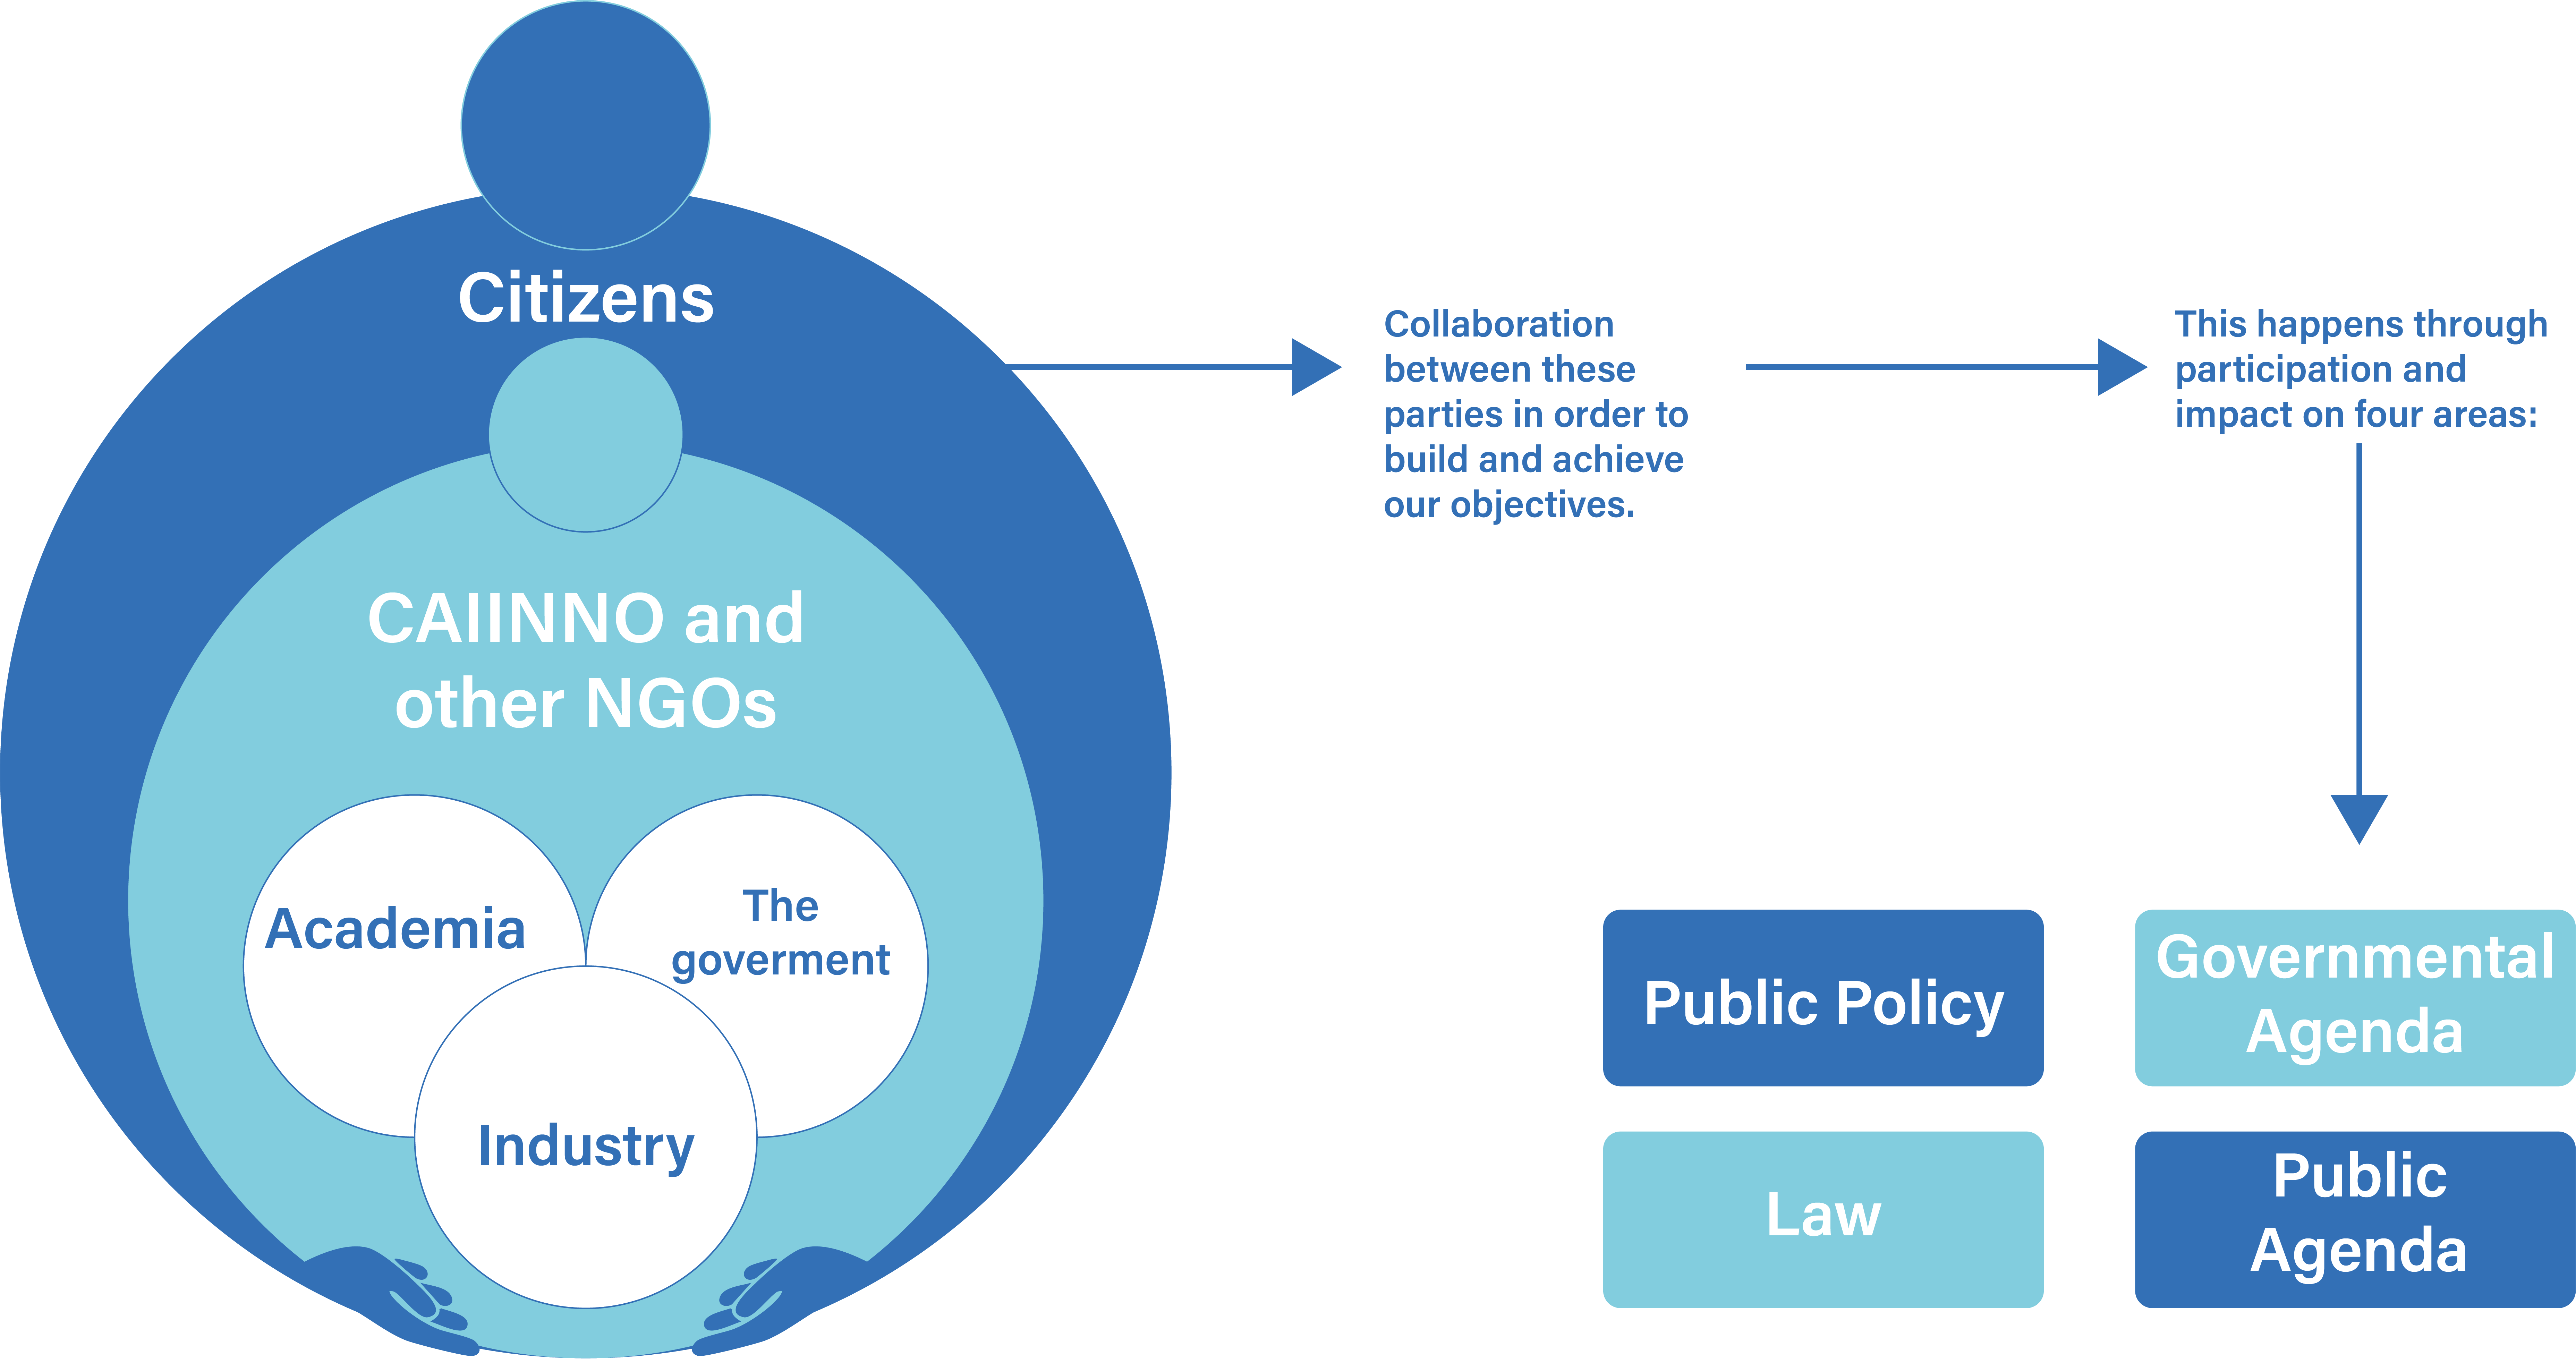 Citizens
CAIINNO and
other NGOs
Academia
The
goverment
Industry
Collaboration
between these
parties in order to
build and achieve
our objectives.
This happens through
participation and
impact on four areas:
Public Policy
Governmental
Agenda
Law
Public
Agenda